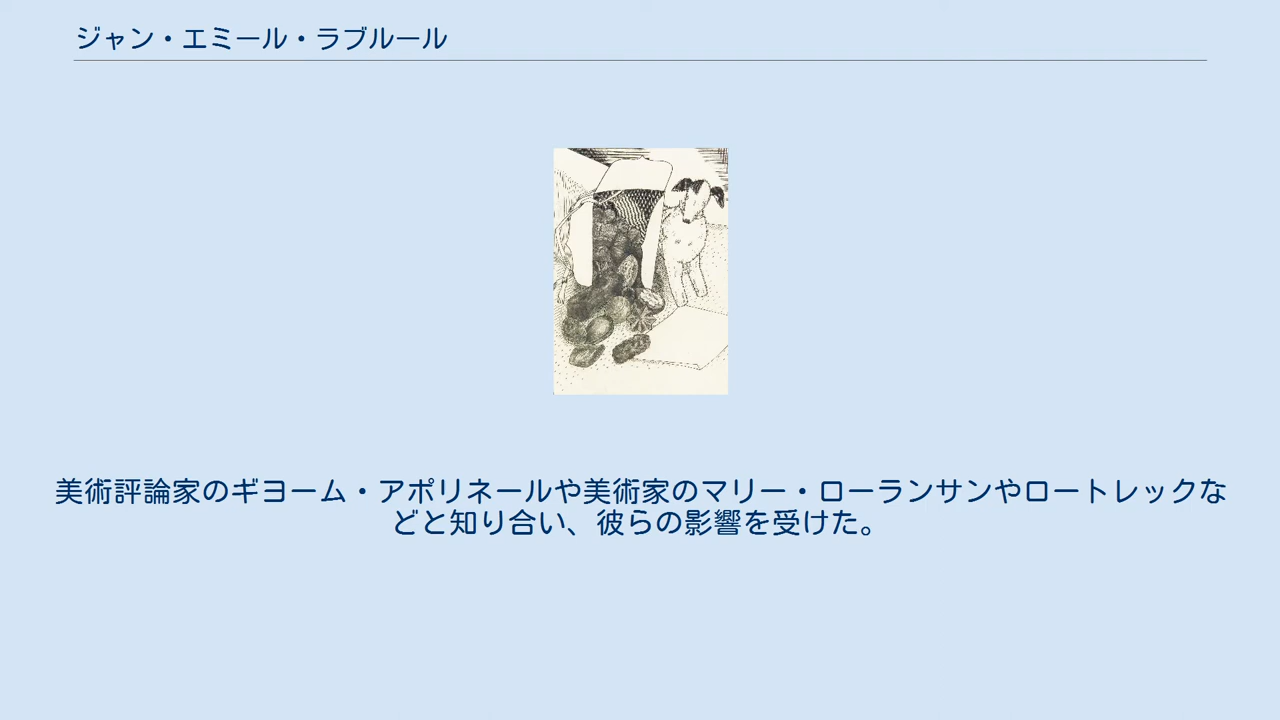 ジャン・エミール・ラブルール
美術評論家のギヨーム・アポリネールや美術家のマリー・ローランサンやロートレックな
どと知り合い、彼らの影響を受けた。